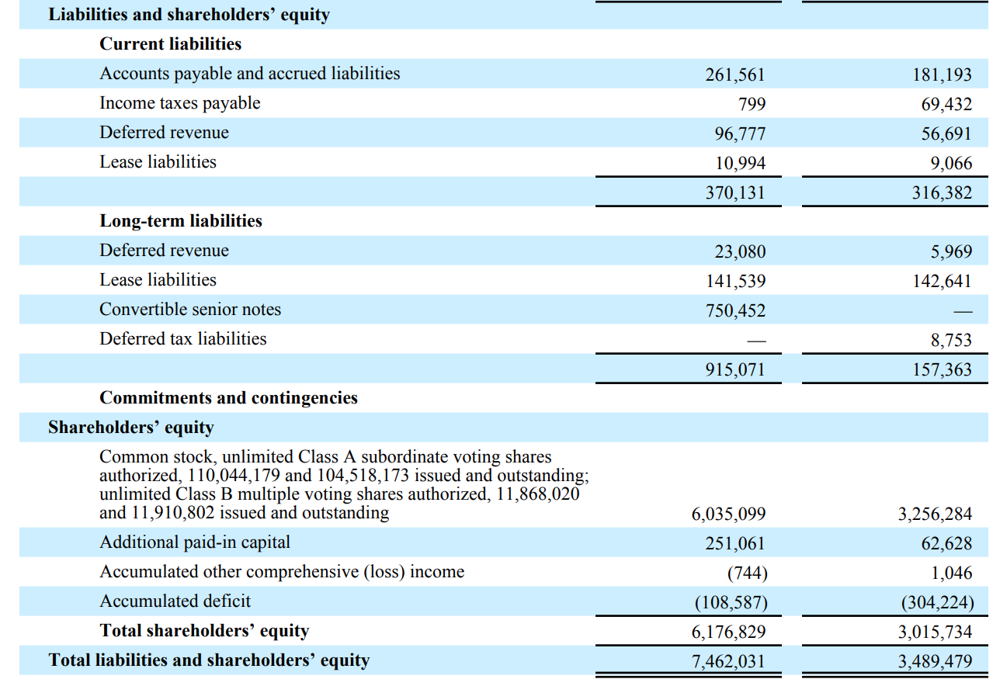 Liabilities and shareholders’ equity
Current liabilities
Accounts payable and accrued liabilities 261,561 181,193
Income taxes payable 799 69,432
Deferred revenue 96,777 56,691
Lease liabilities 10,994 9,066
370,131 316,382
Long-term liabilities
Deferred revenue 23,080 5,969
Lease liabilities 141,539 142,641
Convertible senior notes 750,452 —
Deferred tax liabilities — 8,753
915,071 157,363
Commitments and contingencies
Shareholders’ equity
Common stock, unlimited Class A subordinate voting shares
authorized, 110,044,179 and 104,518,173 issued and outstanding;
unlimited Class B multiple voting shares authorized, 11,868,020
and 11,910,802 issued and outstanding 6,035,099 3,256,284
Additional paid-in capital 251,061 62,628
Accumulated other comprehensive (loss) income (744) 1,046
Accumulated deficit (108,587) (304,224)
Total shareholders’ equity 6,176,829 3,015,734
Total liabilities and shareholders’ equity 7,462,031 3,489,479